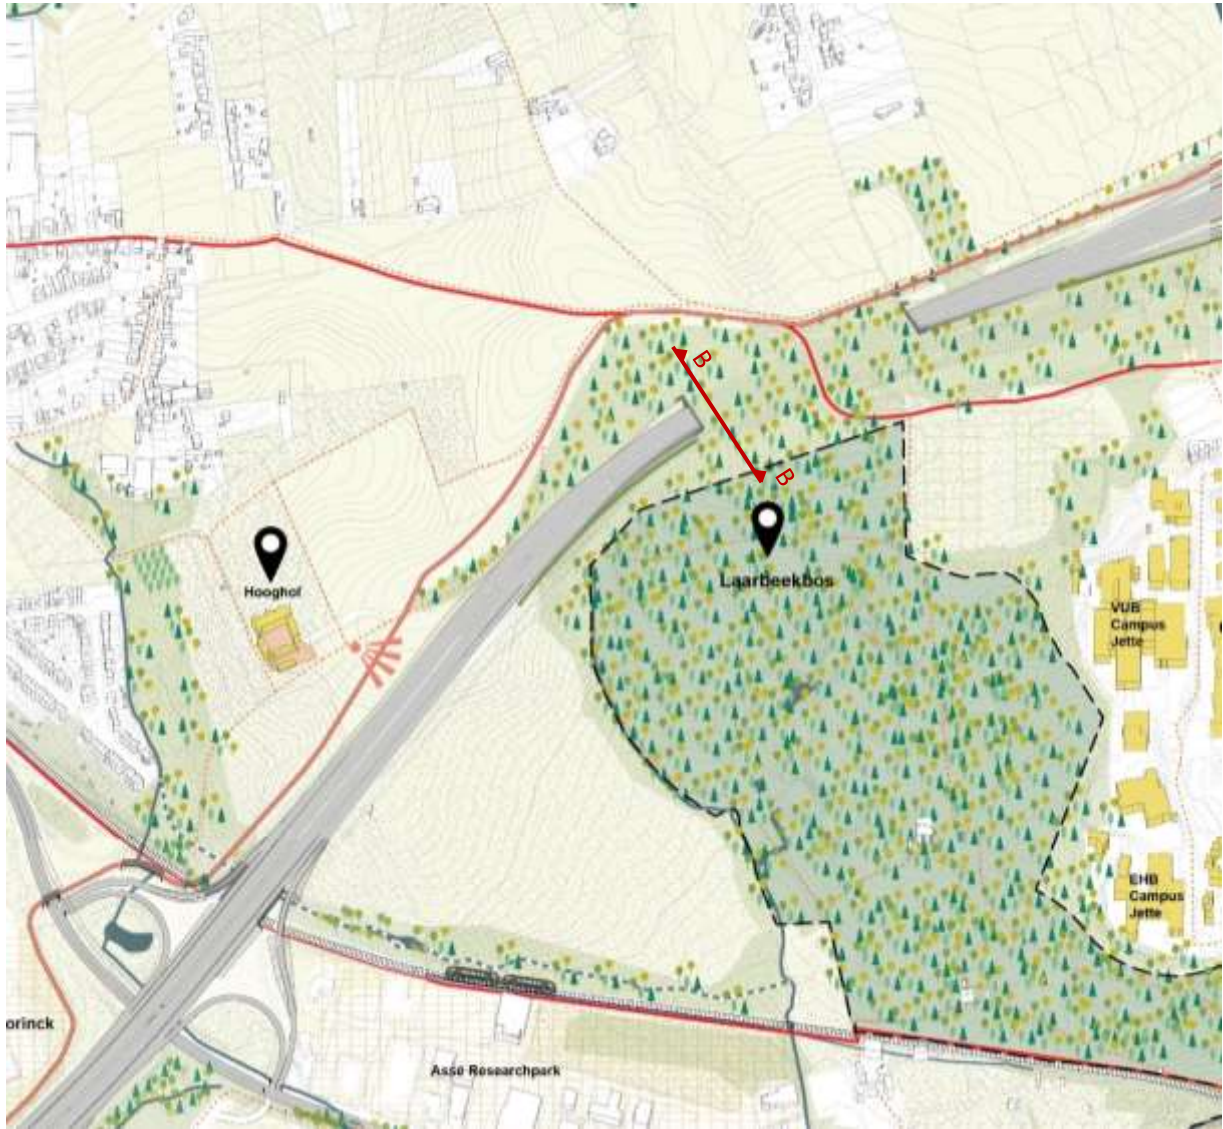 B
B
Hooghof
Laarbeekbos
VUB
Campus
Jette
EHB
Campus
Jette
orinck
Asse Researchpark